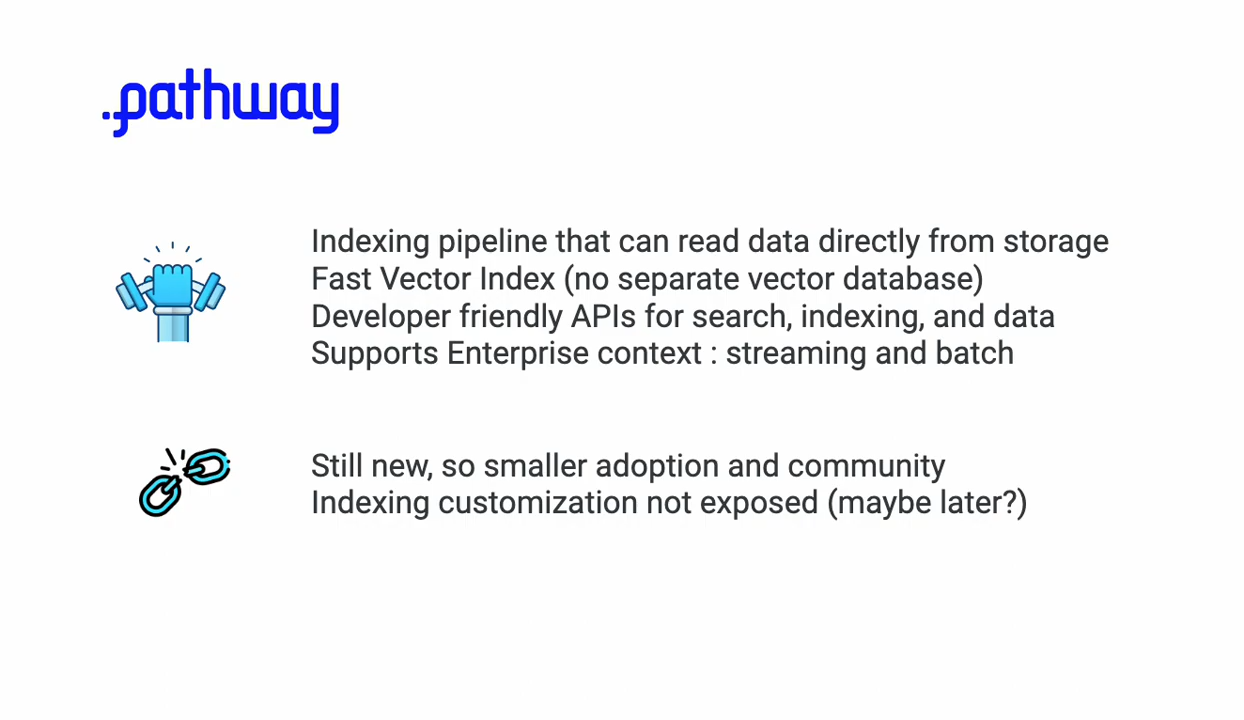 .pathway
Indexing pipeline that can read data directly from storage
Fast Vector Index (no separate vector database)
Developer friendly APIs for search, indexing, and data
Supports Enterprise context : streaming and batch
Still new, so smaller adoption and community
Indexing customization not exposed (maybe later?)